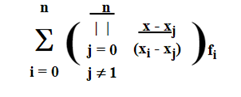 n n
Σ ( | | x - xj ) fi
j = 0 (xi - xj)
i = 0 j ≠ 1